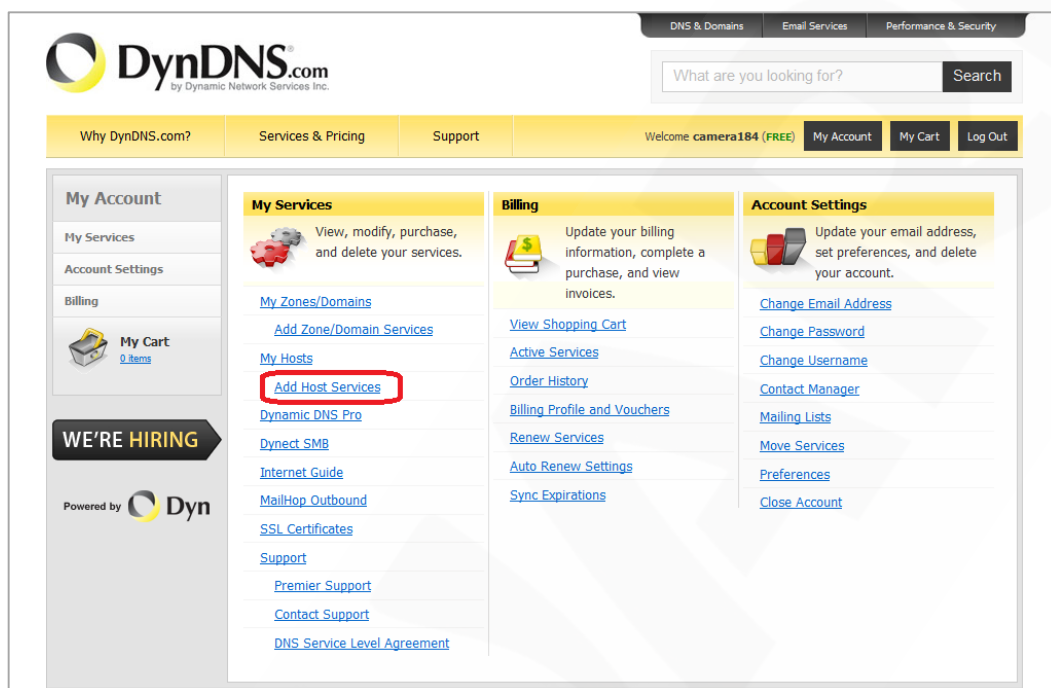 DNS & Domains Email Services Performance & Security
DynDNS.com
by Dynamic Network Services Inc.
What are you looking for? Search
Why DynDNS.com? Services & Pricing Support Welcome camera184 (FREE) My Account My Cart Log Out
My Account
My Services
Account Settings
Billing
My Cart
0 items
WE'RE HIRING
Powered by Dyn
My Services
View, modify, purchase,
and delete your services.
My Zones/Domains
Add Zone/Domain Services
My Hosts
Add Host Services
Dynamic DNS Pro
Dynect SMB
Internet Guide
MailHop Outbound
SSL Certificates
Support
Premier Support
Contact Support
DNS Service Level Agreement
Billing
Update your billing
information, complete a
purchase, and view
invoices.
View Shopping Cart
Active Services
Order History
Billing Profile and Vouchers
Renew Services
Auto Renew Settings
Sync Expirations
Account Settings
Update your email address,
set preferences, and delete
your account.
Change Email Address
Change Password
Change Username
Contact Manager
Mailing Lists
Move Services
Preferences
Close Account